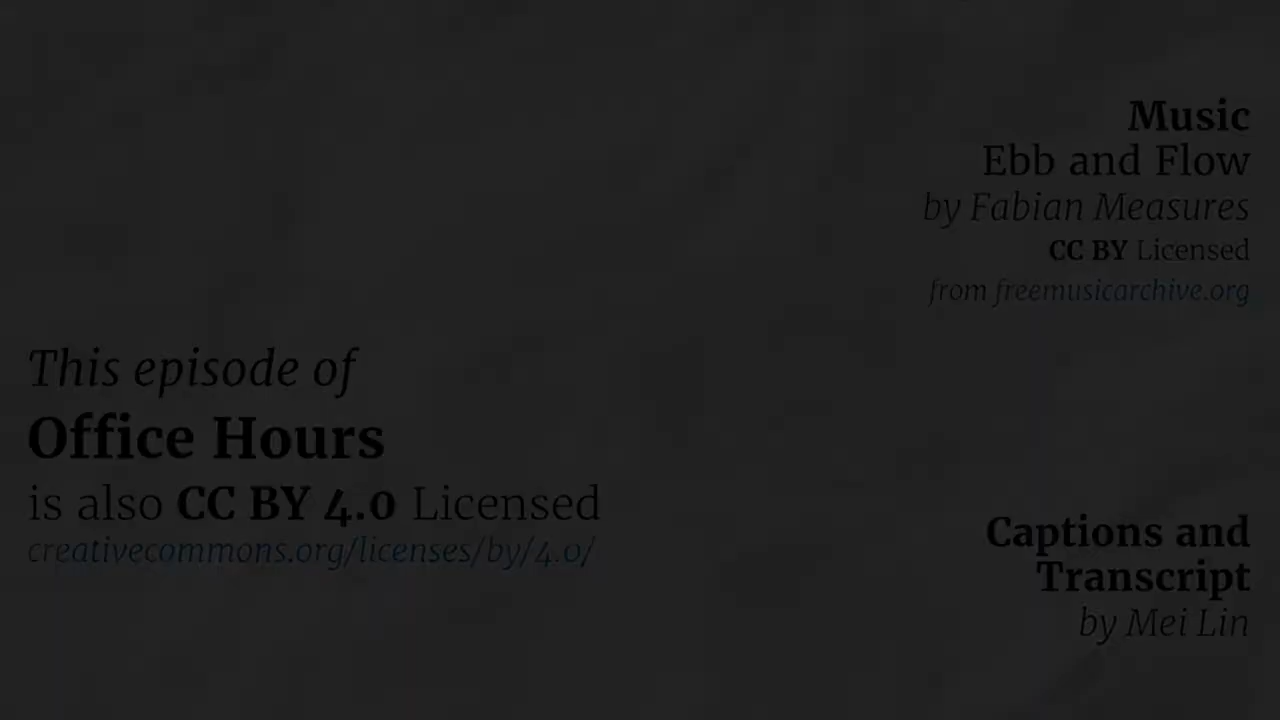 Music
Ebb and Flow
by Fabian Measures
CC BY Licensed
from freemusicarchive.org
This episode of
Office Hours
is also CC BY 4.0 Licensed
creativecommons.org/licenses/by/4.0/
Captions and
Transcript
by Mei Lin